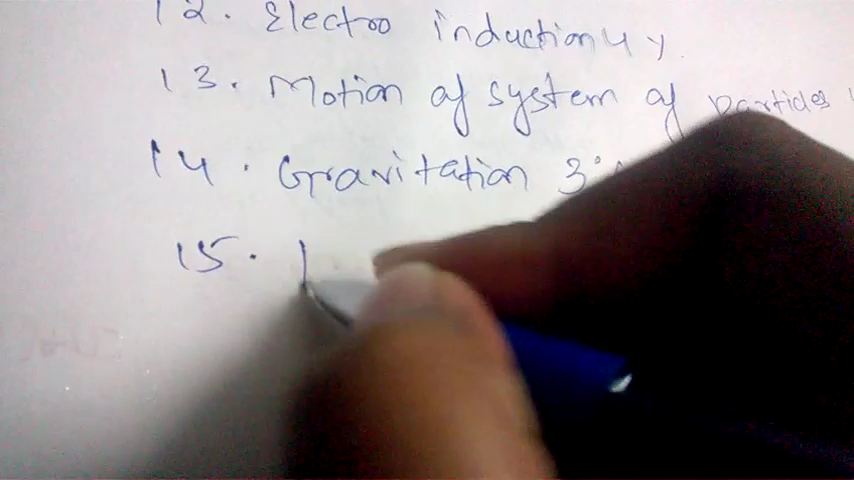 12. Electro induction 4 y
13. Motion of system of Particles
14. Gravitation 3
15.